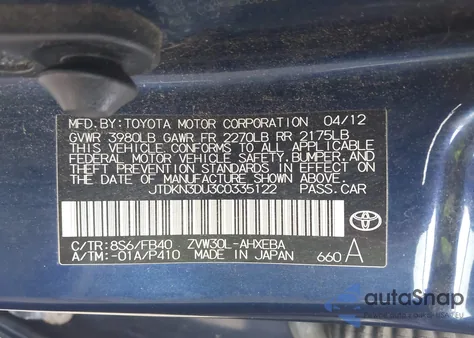 MFD.BY:TOYOTA MOTOR CORPORATION 04/12
GVWR 3980LB GAWR FR 2270LB RR 2175LB
THIS VEHICLE CONFORMS TO ALL APPLICABLE
FEDERAL MOTOR VEHICLE SAFETY, BUMPER, AND
THEFT PREVENTION STANDARDS IN EFFECT ON THE
DATE OF MANUFACTURE SHOWN ABOVE.
JTDKN3DU3C0335122 PASS.CAR
C/TR:8S6/FB40 ZVW30L-AHXEBA
A/TM:-01A/P410 MADE IN JAPAN 660 A
autoSnap